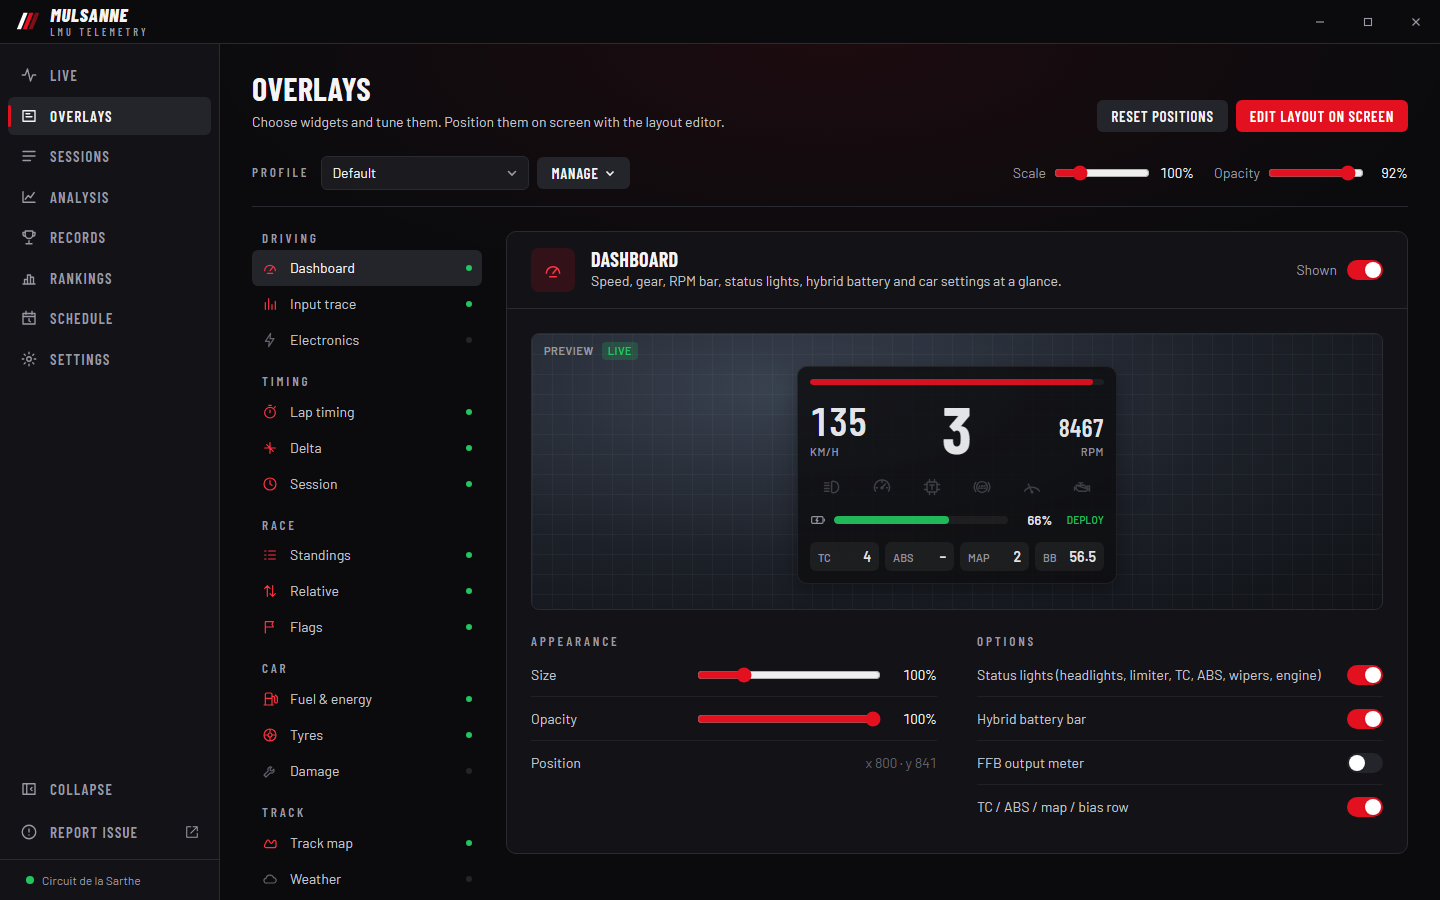 MULSANNE
LMU TELEMETRY
LIVE
OVERLAYS
SESSIONS
ANALYSIS
RECORDS
RANKINGS
SCHEDULE
SETTINGS
COLLAPSE
REPORT ISSUE
Circuit de la Sarthe
OVERLAYS
Choose widgets and tune them. Position them on screen with the layout editor.
RESET POSITIONS
EDIT LAYOUT ON SCREEN
PROFILE
Default
MANAGE
Scale
100%
Opacity
92%
DRIVING
Dashboard
Input trace
Electronics
TIMING
Lap timing
Delta
Session
RACE
Standings
Relative
Flags
CAR
Fuel & energy
Tyres
Damage
TRACK
Track map
Weather
DASHBOARD
Speed, gear, RPM bar, status lights, hybrid battery and car settings at a glance.
Shown
PREVIEW LIVE
135
KM/H
3
8467
RPM
66% DEPLOY
TC 4
ABS –
MAP 2
BB 56.5
APPEARANCE
Size 100%
Opacity 100%
Position x 800 · y 841
OPTIONS
Status lights (headlights, limiter, TC, ABS, wipers, engine)
Hybrid battery bar
FFB output meter
TC / ABS / map / bias row